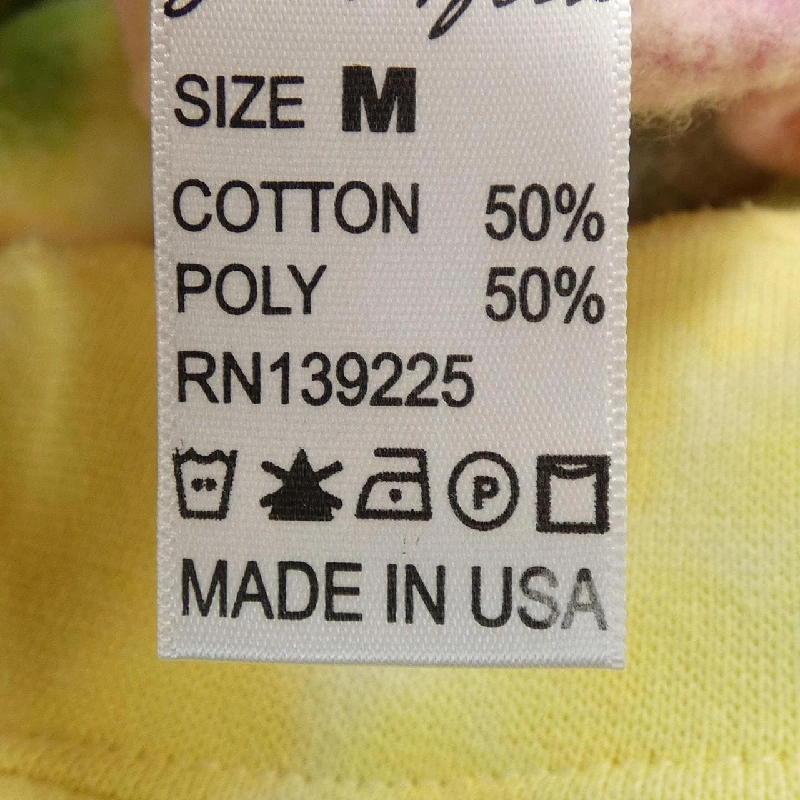 SIZE M
COTTON 50%
POLY 50%
RN139225
P
MADE IN USA